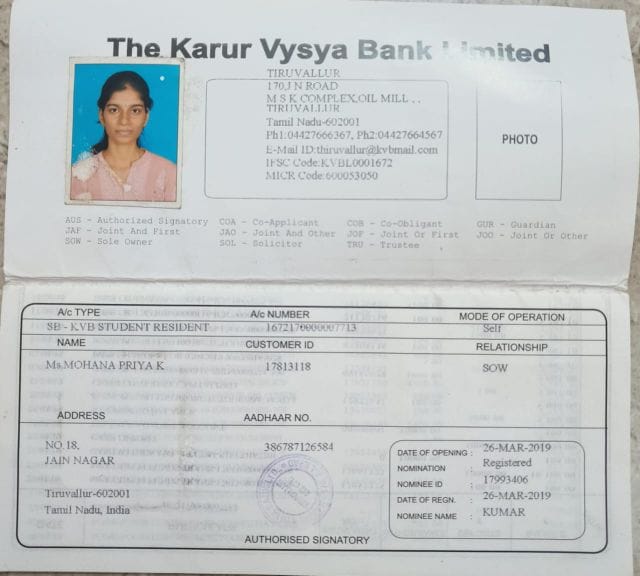 The Karur Vysya Bank Limited
TIRUVALLUR
170,J N ROAD
M S K COMPLEX,OIL MILL , ,
TIRUVALLUR
Tamil Nadu-602001
Ph1:04427666367, Ph2:04427664567
E-Mail ID:thiruvallur@kvbmail.com
IFSC Code:KVBL0001672
MICR Code:600053050
PHOTO
AUS - Authorized Signatory COA - Co-Applicant COB - Co-Obligant GUR - Guardian
JAF - Joint And First JAO - Joint And Other JOF - Joint Or First JOO - Joint Or Other
SOW - Sole Owner SOL - Solicitor TRU - Trustee
A/c TYPE A/c NUMBER MODE OF OPERATION
SB - KVB STUDENT RESIDENT 1672170000007713 Self
NAME CUSTOMER ID RELATIONSHIP
Ms.MOHANA PRIYA K 17813118 SOW
ADDRESS AADHAAR NO.
NO.18, 386787126584
JAIN NAGAR
Tiruvallur-602001
Tamil Nadu, India
DATE OF OPENING : 26-MAR-2019
NOMINATION : Registered
NOMINEE ID : 17993406
DATE OF REGN. : 26-MAR-2019
NOMINEE NAME : KUMAR
AUTHORISED SIGNATORY